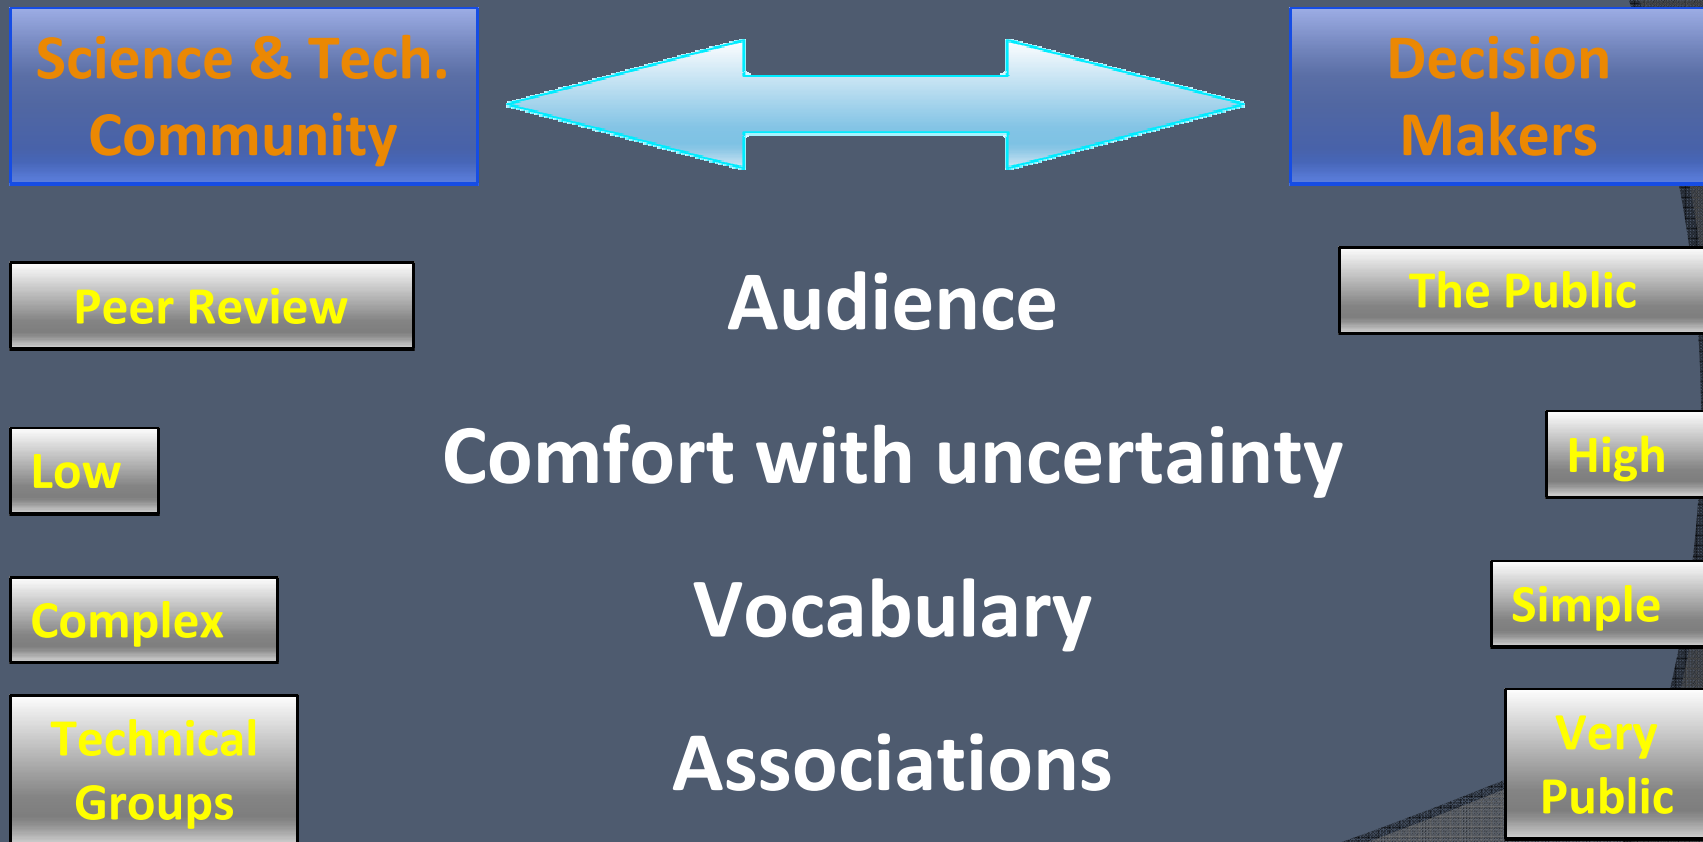 Science & Tech.
Community
Decision
Makers
Peer Review
Audience
The Public
Low
Comfort with uncertainty
High
Complex
Vocabulary
Simple
Technical
Groups
Associations
Very
Public